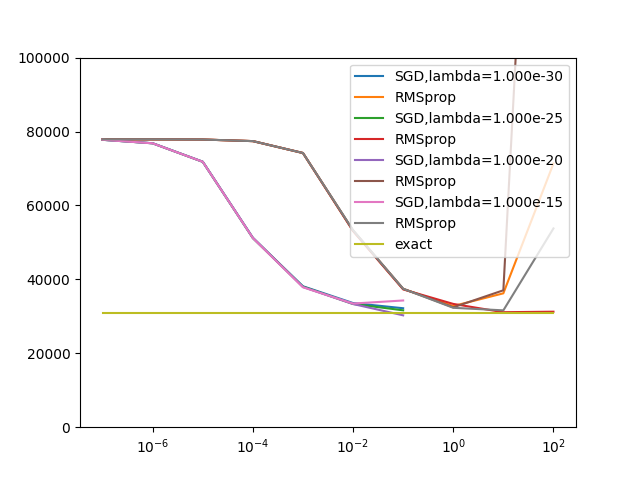 100000
80000
60000
40000
20000
0
10⁻⁶
10⁻⁴
10⁻²
10⁰
10²
SGD,lambda=1.000e-30
RMSprop
SGD,lambda=1.000e-25
RMSprop
SGD,lambda=1.000e-20
RMSprop
SGD,lambda=1.000e-15
RMSprop
exact